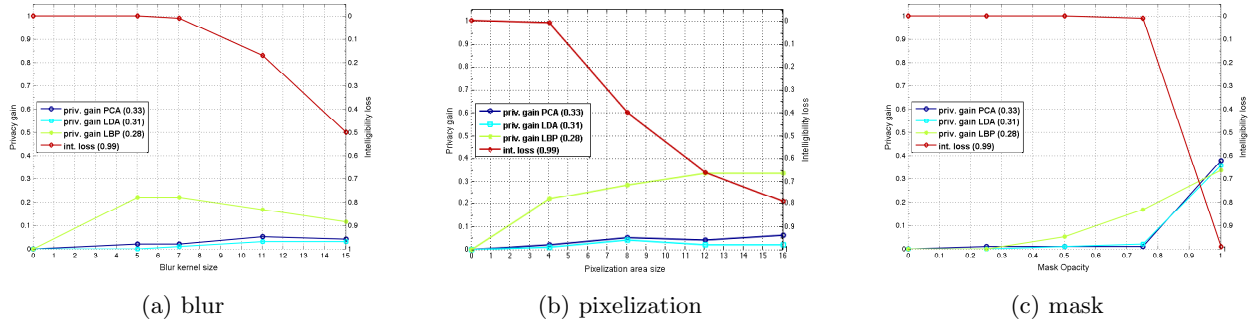 1
0.9
0.8
0.7
0.6
0.5
0.4
0.3
0.2
0.1
0
Privacy gain
priv. gain PCA (0.33)
priv. gain LDA (0.31)
priv. gain LBP (0.28)
int. loss (0.99)
0
0.1
0.2
0.3
0.4
0.5
0.6
0.7
0.8
0.9
1
Intelligibility loss
0 1 2 3 4 5 6 7 8 9 10 11 12 13 14 15
Blur kernel size
(a) blur
1
0.9
0.8
0.7
0.6
0.5
0.4
0.3
0.2
0.1
0
Privacy gain
priv. gain PCA (0.33)
priv. gain LDA (0.31)
priv. gain LBP (0.28)
int. loss (0.99)
0
0.1
0.2
0.3
0.4
0.5
0.6
0.7
0.8
0.9
1
Intelligibility loss
0 1 2 3 4 5 6 7 8 9 10 11 12 13 14 15 16
Pixelization area size
(b) pixelization
1
0.9
0.8
0.7
0.6
0.5
0.4
0.3
0.2
0.1
0
Privacy gain
priv. gain PCA (0.33)
priv. gain LDA (0.31)
priv. gain LBP (0.28)
int. loss (0.99)
0
0.1
0.2
0.3
0.4
0.5
0.6
0.7
0.8
0.9
1
Intelligibility loss
0 0.1 0.2 0.3 0.4 0.5 0.6 0.7 0.8 0.9 1
Mask Opacity
(c) mask